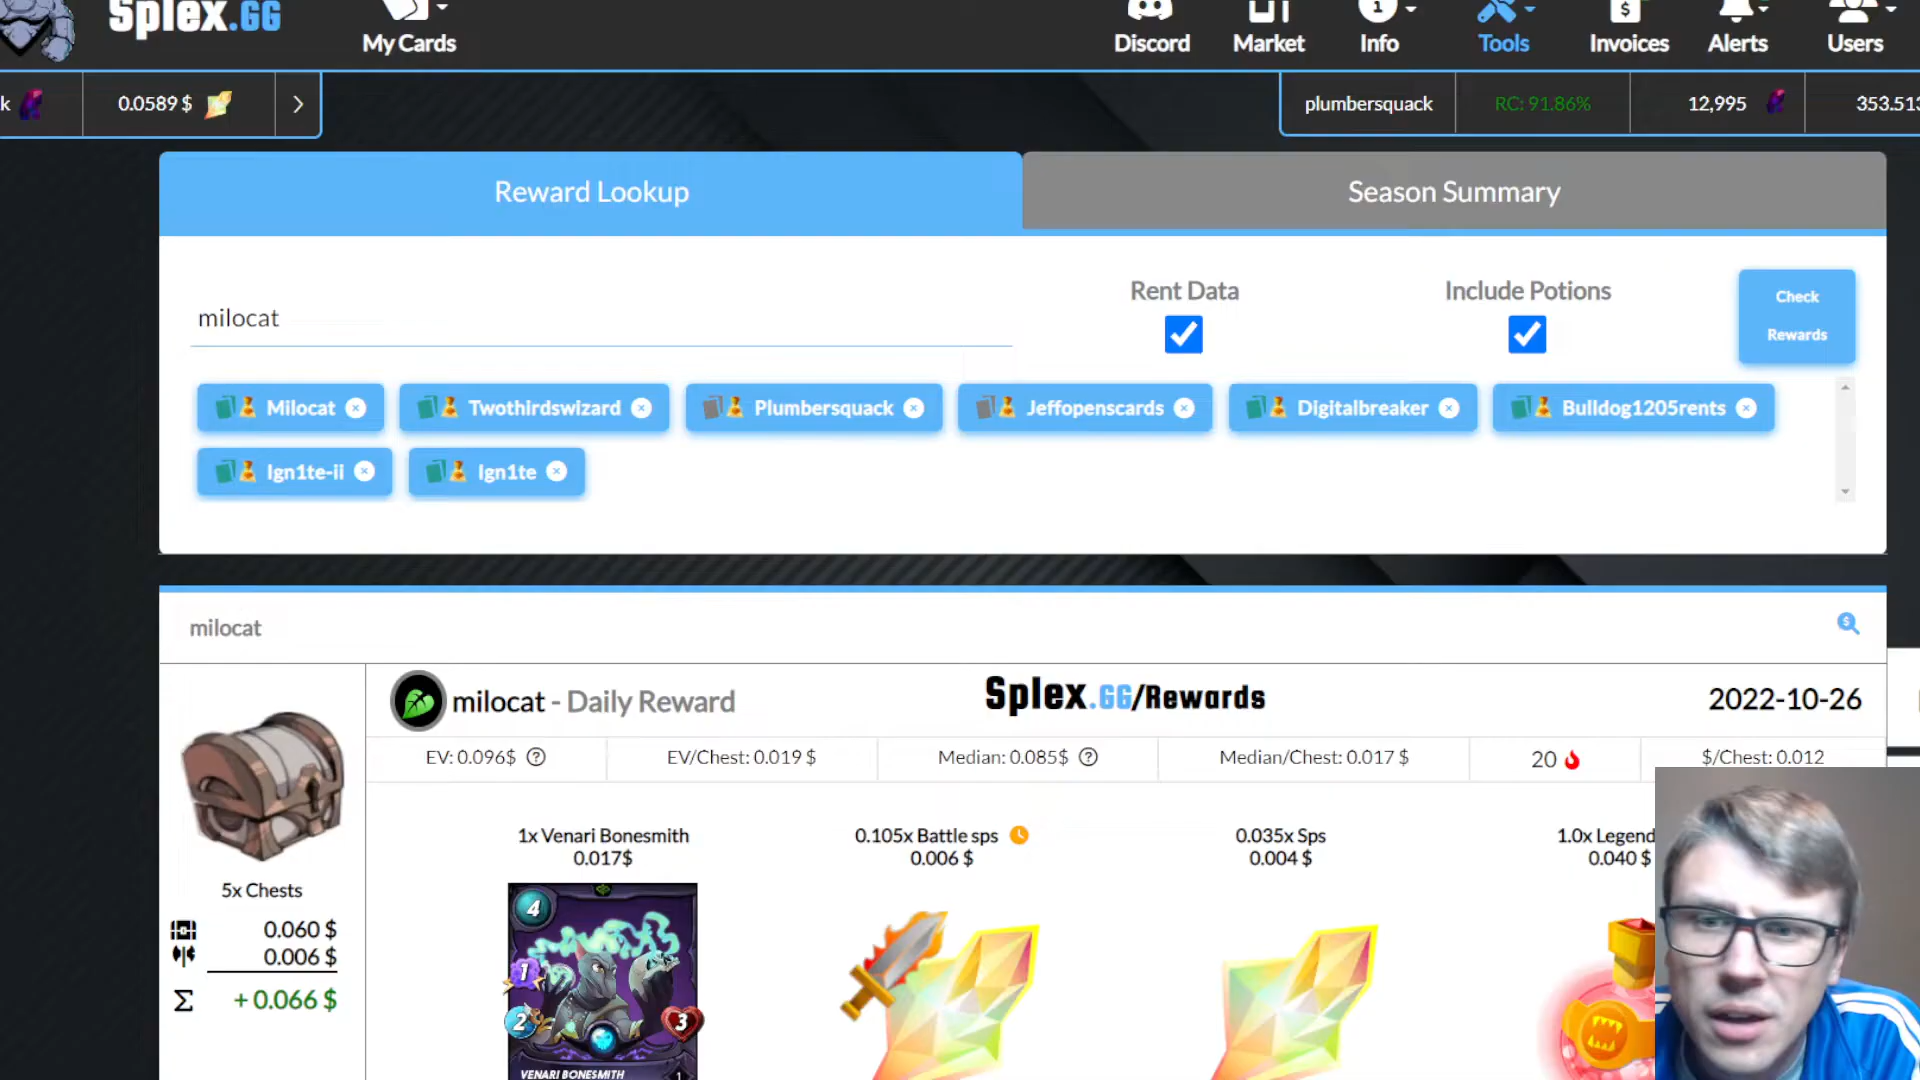 Splex.GG
My Cards
Discord
Market
Info
Tools
$
Invoices
Alerts
Users
k
0.0589 $
plumbersquack
RC: 91.86%
12,995
353.513
Reward Lookup
Season Summary
milocat
Rent Data
Include Potions
Check
Rewards
Milocat
Twothirdswizard
Plumbersquack
Jeffopenscards
Digitalbreaker
Bulldog1205rents
Ign1te-ii
Ign1te
milocat
milocat - Daily Reward
Splex.GG/Rewards
2022-10-26
EV: 0.096$
EV/Chest: 0.019 $
Median: 0.085$
Median/Chest: 0.017 $
20
$/Chest: 0.012
5x Chests
0.060 $
0.006 $
Σ + 0.066 $
1x Venari Bonesmith
0.017$
0.105x Battle sps
0.006 $
0.035x Sps
0.004 $
1.0x Legend
0.040 $
4
1
2
3
VENARI BONESMITH
1